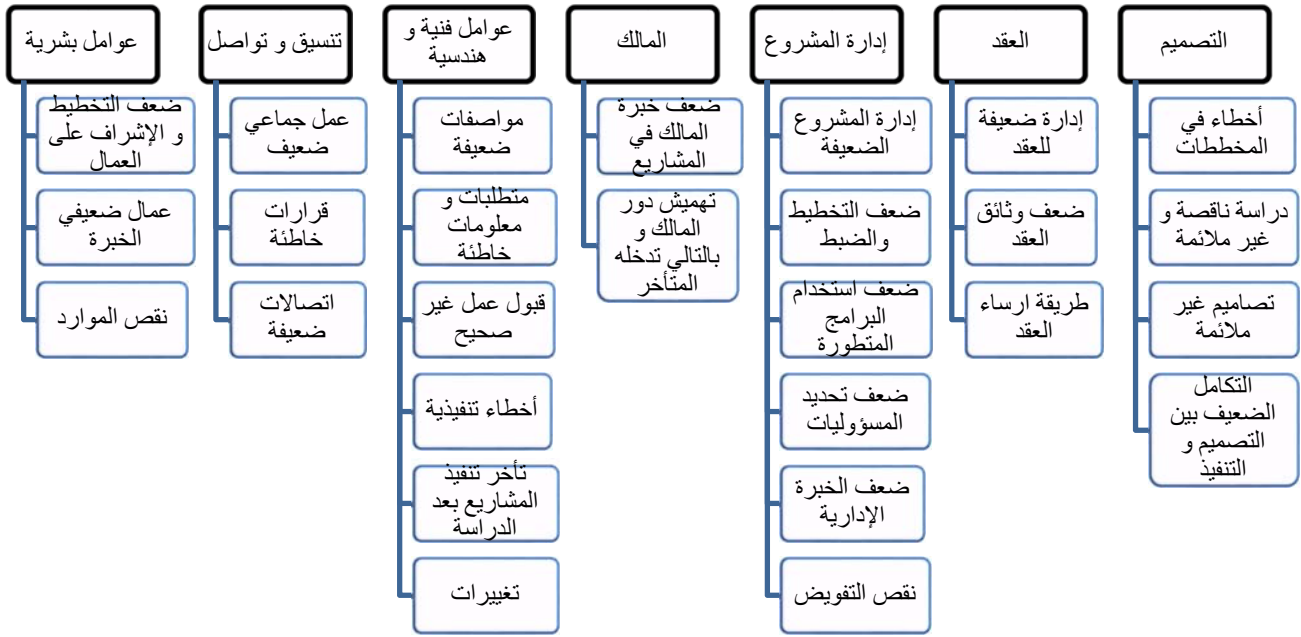 التصميم
أخطاء في
المخططات
دراسة ناقصة و
غير ملائمة
تصاميم غير
ملائمة
التكامل
الضعيف بين
التصميم و
التنفيذ
العقد
إدارة ضعيفة
للعقد
ضعف وثائق
العقد
طريقة ارساء
العقد
إدارة المشروع
إدارة المشروع
الضعيفة
ضعف التخطيط
والضبط
ضعف استخدام
البرامج
المتطورة
ضعف تحديد
المسؤوليات
ضعف الخبرة
الإدارية
نقص التفويض
المالك
ضعف خبرة
المالك في
المشاريع
تهميش دور
المالك و
بالتالي تدخله
المتأخر
عوامل فنية و
هندسية
مواصفات
ضعيفة
متطلبات و
معلومات
خاطئة
قبول عمل غير
صحيح
أخطاء تنفيذية
تأخر تنفيذ
المشاريع بعد
الدراسة
تغييرات
تنسيق و تواصل
عمل جماعي
ضعيف
قرارات
خاطئة
اتصالات
ضعيفة
عوامل بشرية
ضعف التخطيط
و الإشراف على
العمال
عمال ضعيفي
الخبرة
نقص الموارد